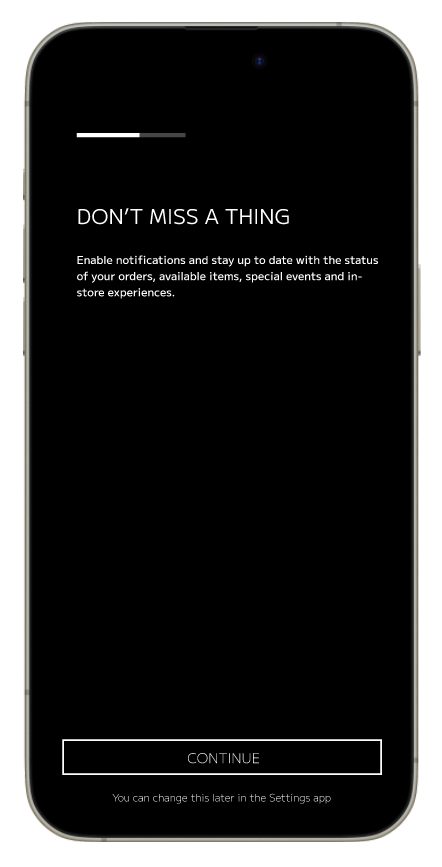 DON'T MISS A THING
Enable notifications and stay up to date with the status
of your orders, available items, special events and in-
store experiences.
CONTINUE
You can change this later in the Settings app